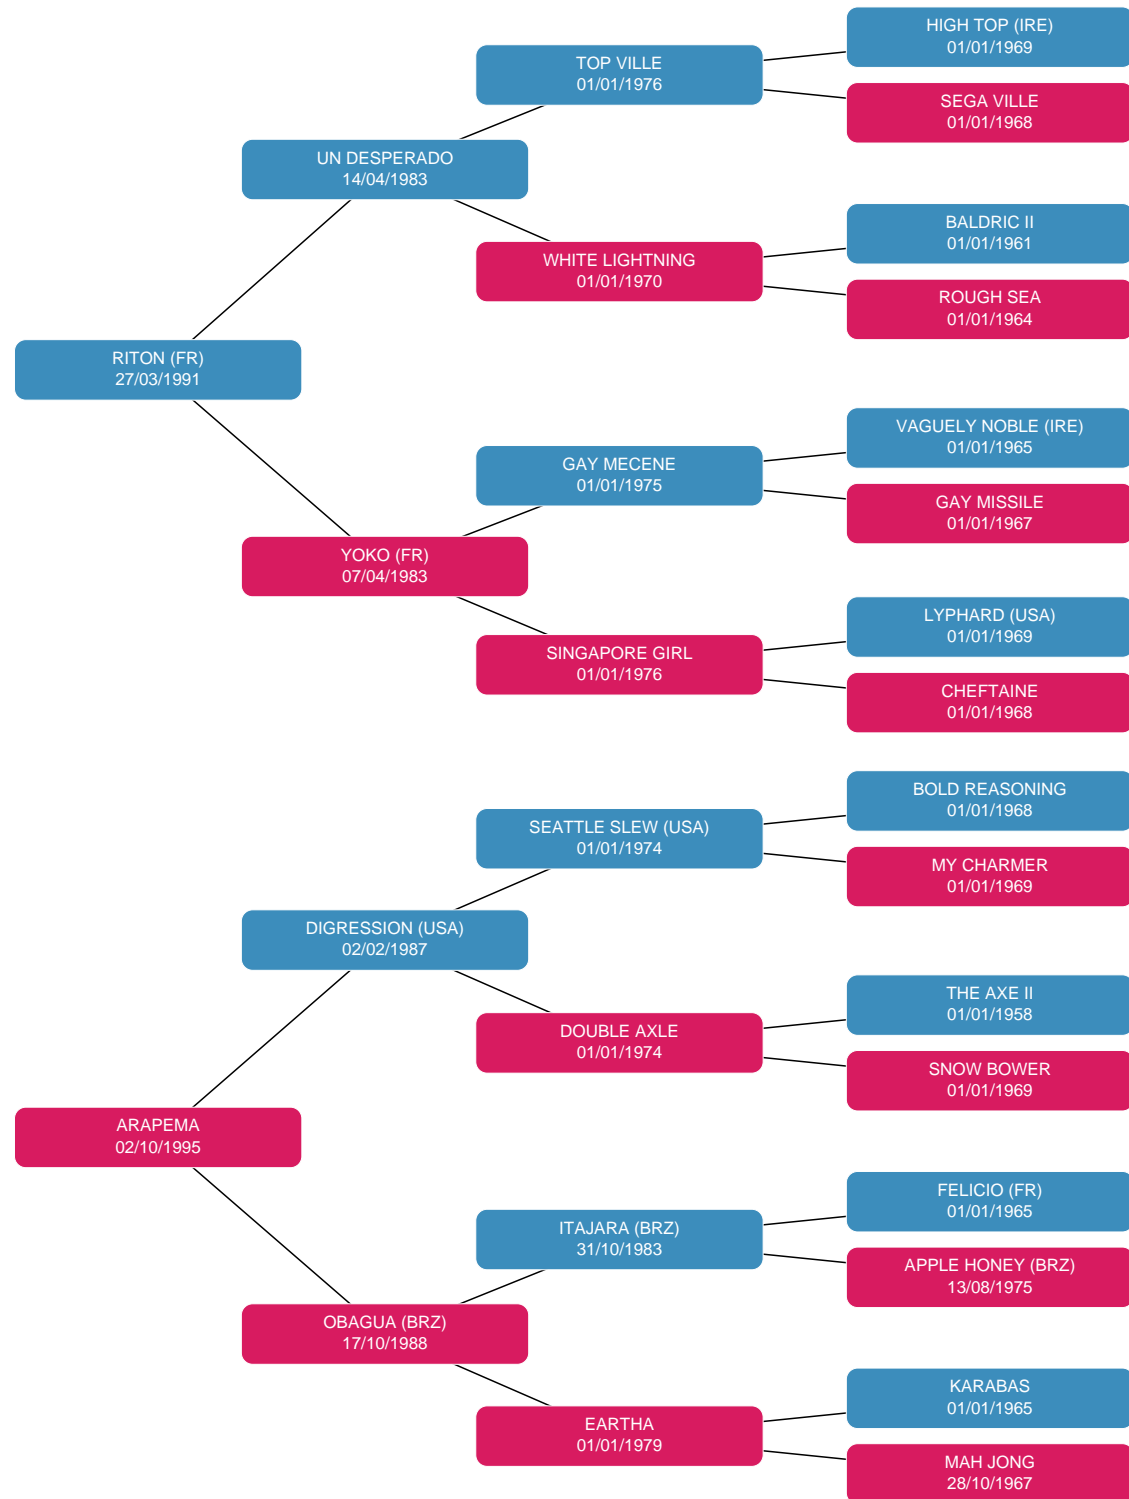 HIGH TOP (IRE)
01/01/1969
TOP VILLE
01/01/1976
SEGA VILLE
01/01/1968
UN DESPERADO
14/04/1983
BALDRIC II
01/01/1961
WHITE LIGHTNING
01/01/1970
ROUGH SEA
01/01/1964
RITON (FR)
27/03/1991
VAGUELY NOBLE (IRE)
01/01/1965
GAY MECENE
01/01/1975
GAY MISSILE
01/01/1967
YOKO (FR)
07/04/1983
LYPHARD (USA)
01/01/1969
SINGAPORE GIRL
01/01/1976
CHEFTAINE
01/01/1968
BOLD REASONING
01/01/1968
SEATTLE SLEW (USA)
01/01/1974
MY CHARMER
01/01/1969
DIGRESSION (USA)
02/02/1987
THE AXE II
01/01/1958
DOUBLE AXLE
01/01/1974
SNOW BOWER
01/01/1969
ARAPEMA
02/10/1995
FELICIO (FR)
01/01/1965
ITAJARA (BRZ)
31/10/1983
APPLE HONEY (BRZ)
13/08/1975
OBAGUA (BRZ)
17/10/1988
KARABAS
01/01/1965
EARTHA
01/01/1979
MAH JONG
28/10/1967